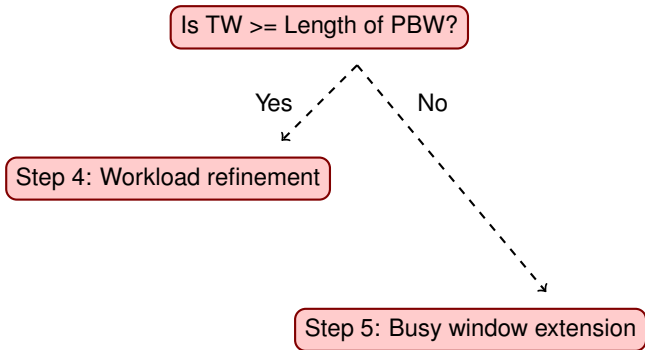 Is TW >= Length of PBW?
Yes
No
Step 4: Workload refinement
Step 5: Busy window extension